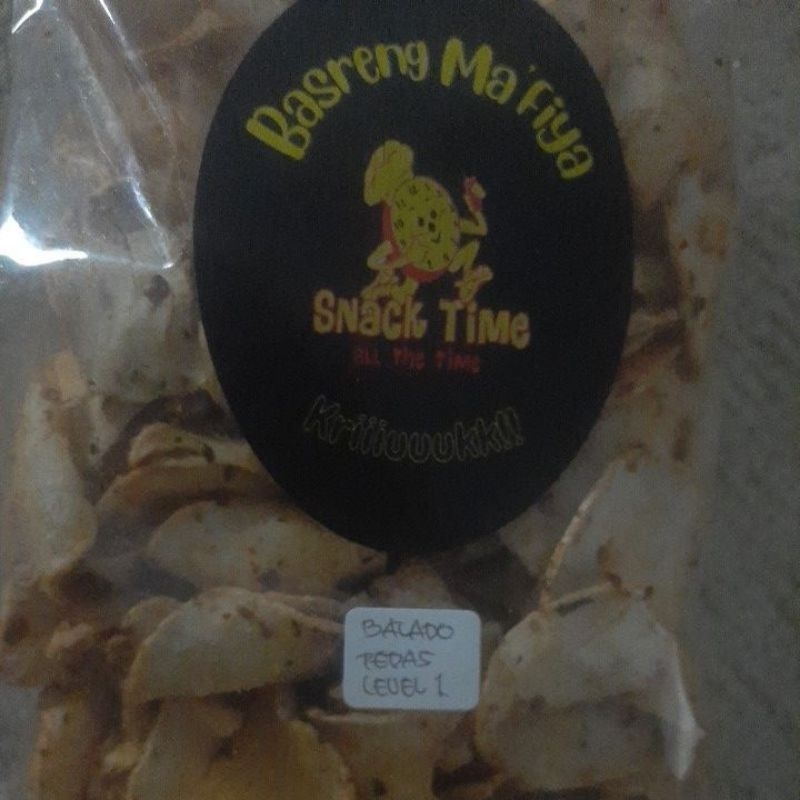 Basreng Ma'fiya
Snack Time
all the time
Kriiiuuukk!!
BALADO
PEDAS
LEVEL 1